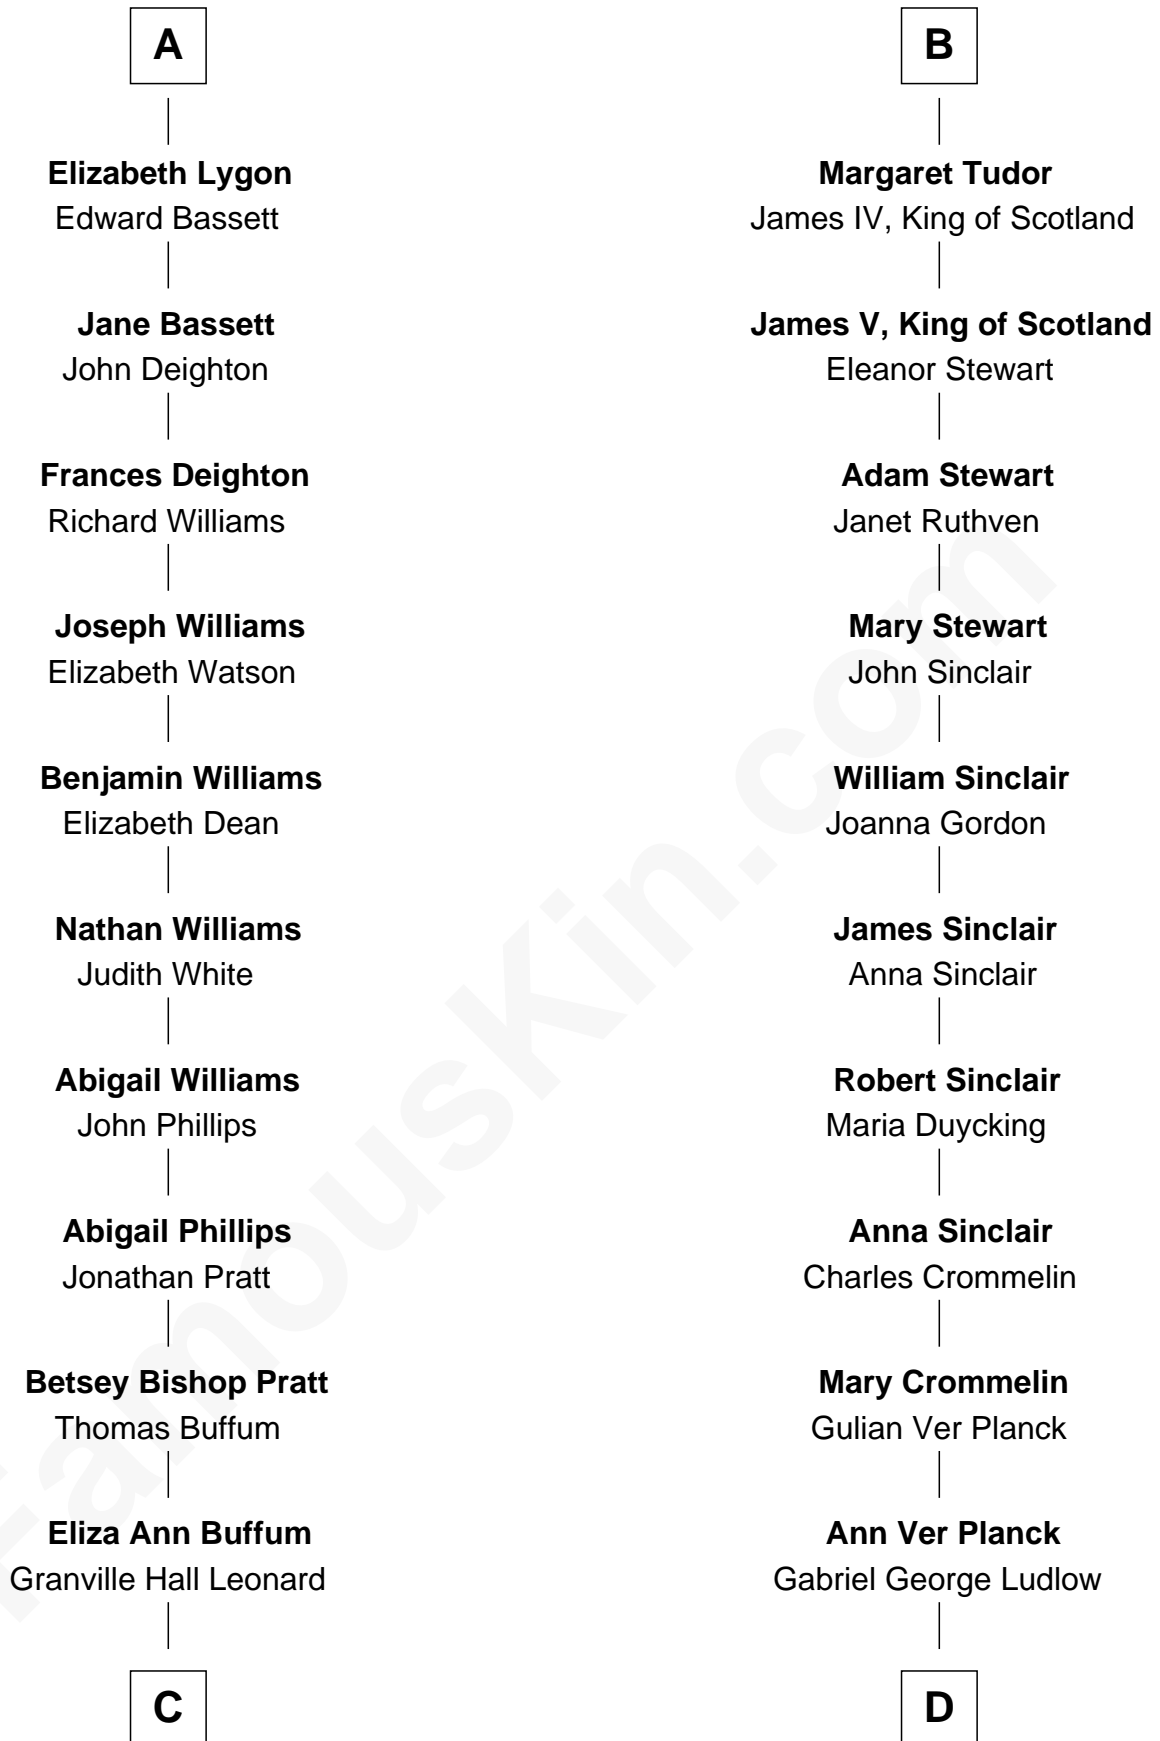 A
Elizabeth Lygon
Edward Bassett
Jane Bassett
John Deighton
Frances Deighton
Richard Williams
Joseph Williams
Elizabeth Watson
Benjamin Williams
Elizabeth Dean
Nathan Williams
Judith White
Abigail Williams
John Phillips
Abigail Phillips
Jonathan Pratt
Betsey Bishop Pratt
Thomas Buffum
Eliza Ann Buffum
Granville Hall Leonard
C
B
Margaret Tudor
James IV, King of Scotland
James V, King of Scotland
Eleanor Stewart
Adam Stewart
Janet Ruthven
Mary Stewart
John Sinclair
William Sinclair
Joanna Gordon
James Sinclair
Anna Sinclair
Robert Sinclair
Maria Duycking
Anna Sinclair
Charles Crommelin
Mary Crommelin
Gulian Ver Planck
Ann Ver Planck
Gabriel George Ludlow
D
FamousKin.com